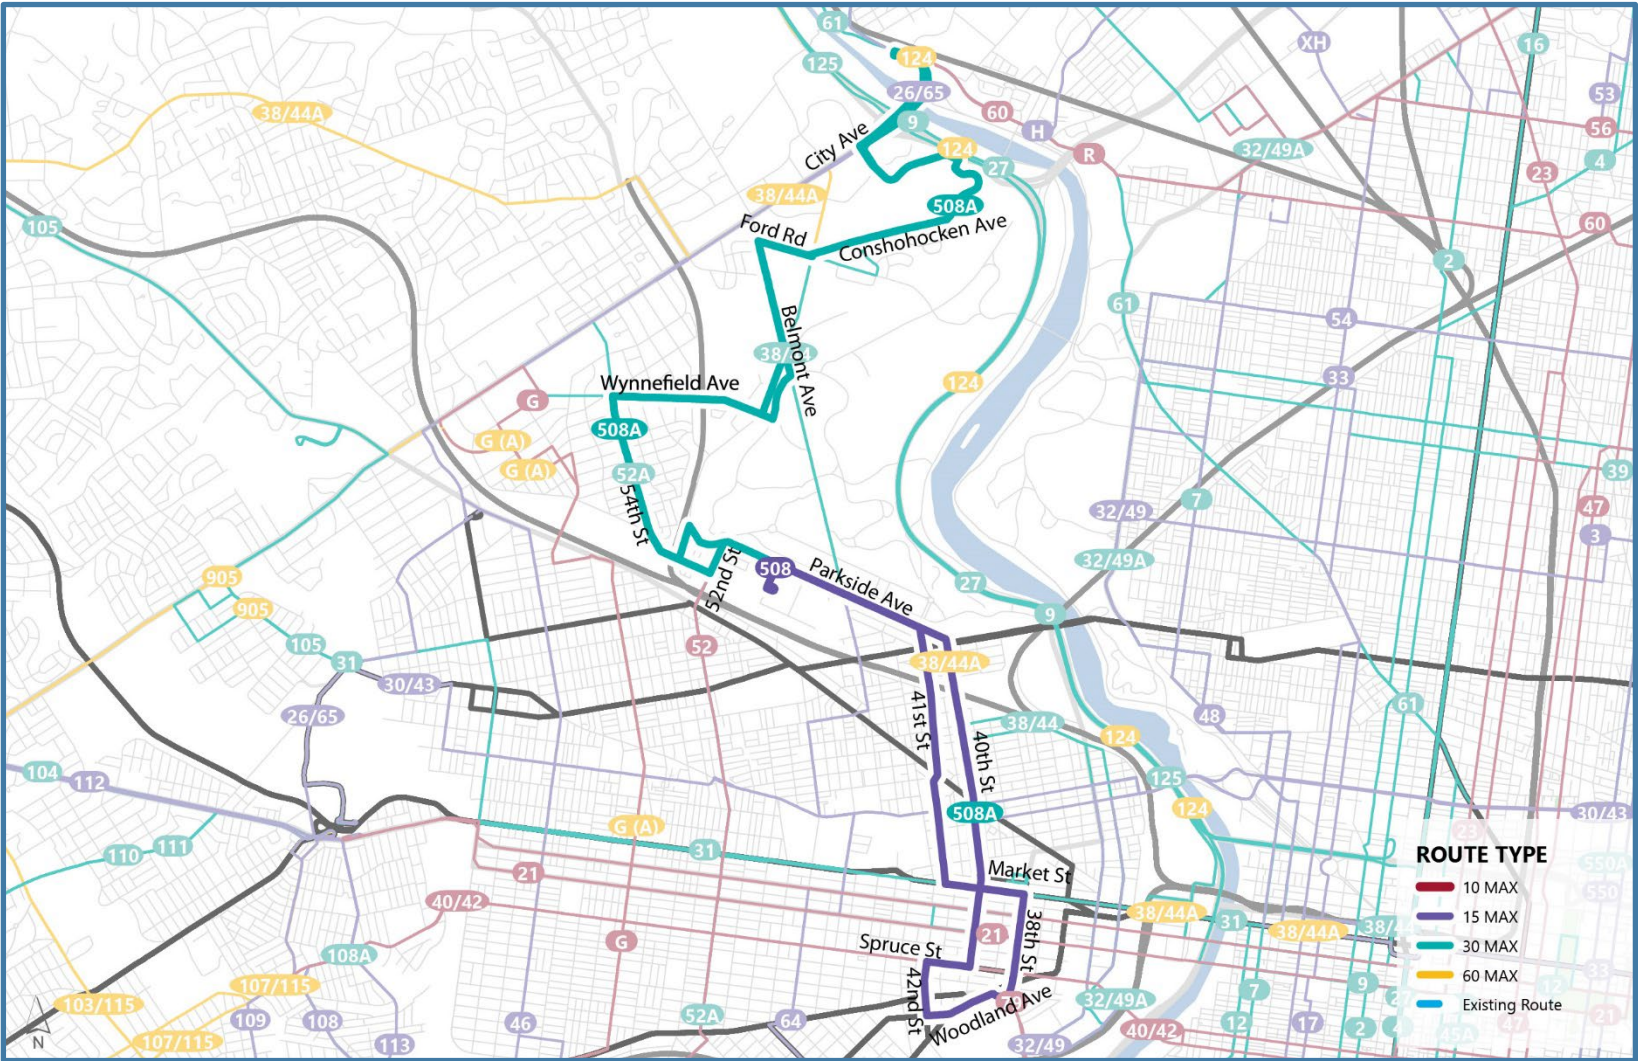 61
16
124
125
XH
38/44A
26/65
53
60
9
H
56
City Ave
124
32/49A
R
4
27
23
38/44A
508A
105
Ford Rd
Conshohocken Ave
60
2
61
54
Belmont Ave
Wynnefield Ave
33
124
G
508A
G (A)
G (A)
52A
39
54th St
7
47
32/49
3
52nd St
508
Parkside Ave
32/49A
905
27
905
9
105
52
31
38/44A
30/43
26/65
41st St
38/44
61
48
40th St
124
104
112
125
124
508A
30/43
G (A)
23
111
110
31
ROUTE TYPE
21
Market St
10 MAX
550
40/42
38/44A
15 MAX
31
38/44A
G
Spruce St
21
38th St
30 MAX
108A
42nd St
33
107/115
60 MAX
9
7
12
103/115
32/49A
Existing Route
Woodland Ave
52A
109
108
46
64
12
17
2
107/115
40/42
45A
47
21
113
32/49
N